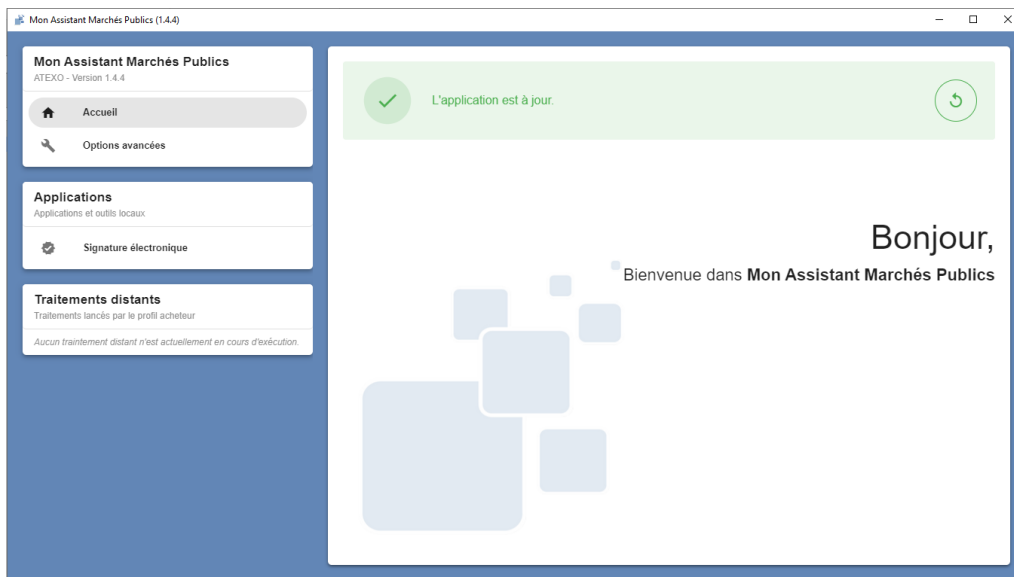 Mon Assistant Marchés Publics (1.4.4)
Mon Assistant Marchés Publics
ATEXO - Version 1.4.4
Accueil
Options avancées
Applications
Applications et outils locaux
Signature électronique
Traitements distants
Traitements lancés par le profil acheteur
Aucun traintement distant n'est actuellement en cours d'exécution.
L'application est à jour.
Bonjour,
Bienvenue dans Mon Assistant Marchés Publics